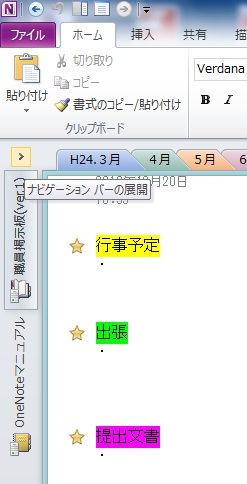 ファイル ホーム 挿入 共有
切り取り
コピー
貼り付け
書式のコピー/貼り付け
クリップボード
Verdana
B I
H24.3月 4月 5月 6
ナビゲーション バーの展開
職員掲示板(ver.1)
OneNoteマニュアル
行事予定
出張
提出文書